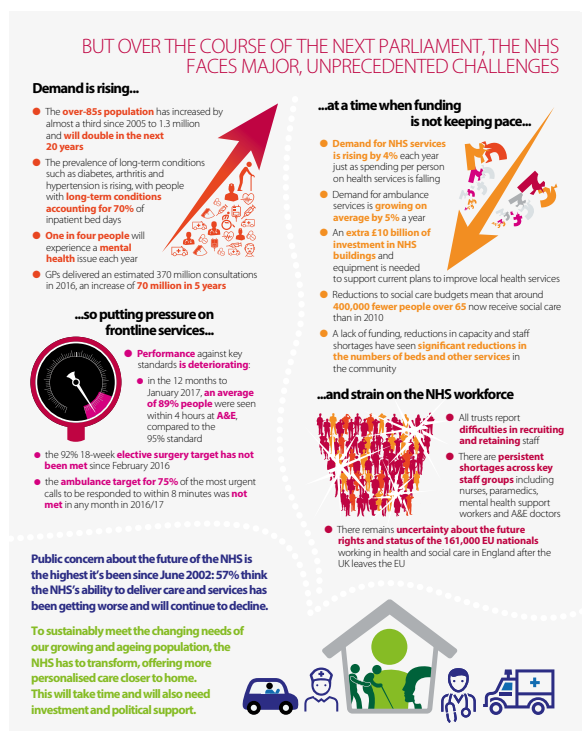 BUT OVER THE COURSE OF THE NEXT PARLIAMENT, THE NHS
FACES MAJOR, UNPRECEDENTED CHALLENGES
Demand is rising...
The over-85s population has increased by
almost a third since 2005 to 1.3 million
and will double in the next
20 years
The prevalence of long-term conditions
such as diabetes, arthritis and
hypertension is rising, with people
with long-term conditions
accounting for 70% of
inpatient bed days
One in four people will
experience a mental
health issue each year
GPs delivered an estimated 370 million consultations
in 2016, an increase of 70 million in 5 years
...at a time when funding
is not keeping pace...
Demand for NHS services
is rising by 4% each year
just as spending per person
on health services is falling
Demand for ambulance
services is growing on
average by 5% a year
An extra £10 billion of
investment in NHS
buildings and
equipment is needed
to support current plans to improve local health services
Reductions to social care budgets mean that around
400,000 fewer people over 65 now receive social care
than in 2010
A lack of funding, reductions in capacity and staff
shortages have seen significant reductions in
the numbers of beds and other services in
the community
...so putting pressure on
frontline services...
Performance against key
standards is deteriorating:
in the 12 months to
January 2017, an average
of 89% people were seen
within 4 hours at A&E,
compared to the
95% standard
the 92% 18-week elective surgery target has not
been met since February 2016
the ambulance target for 75% of the most urgent
calls to be responded to within 8 minutes was not
met in any month in 2016/17
...and strain on the NHS workforce
All trusts report
difficulties in recruiting
and retaining staff
There are persistent
shortages across key
staff groups including
nurses, paramedics,
mental health support
workers and A&E doctors
There remains uncertainty about the future
rights and status of the 161,000 EU nationals
working in health and social care in England after the
UK leaves the EU
Public concern about the future of the NHS is
the highest it's been since June 2002: 57% think
the NHS's ability to deliver care and services has
been getting worse and will continue to decline.
To sustainably meet the changing needs of
our growing and ageing population, the
NHS has to transform, offering more
personalised care closer to home.
This will take time and will also need
investment and political support.